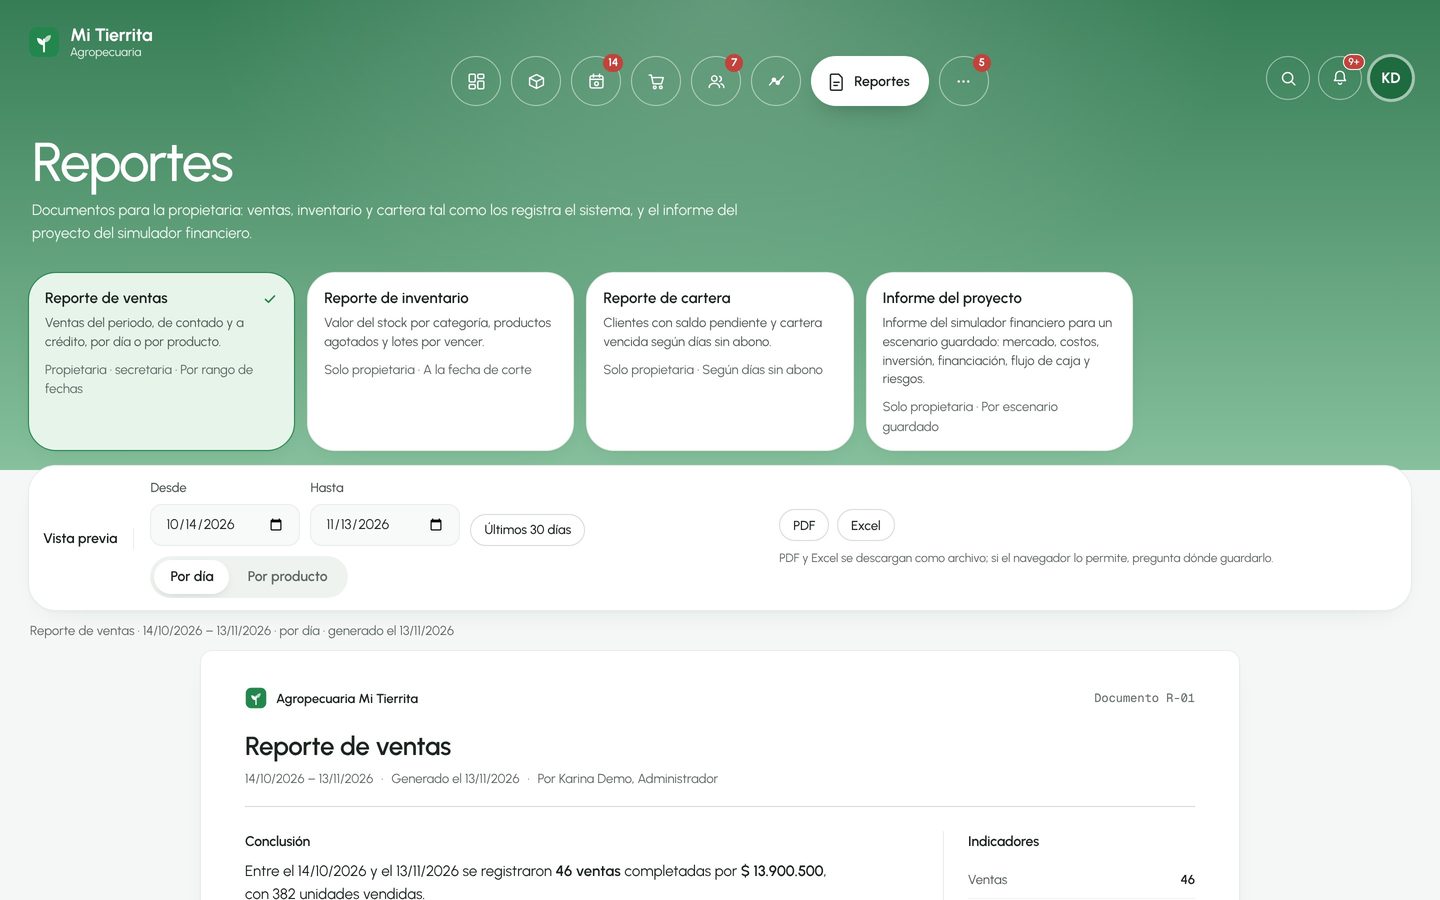 Mi Tierrita
Agropecuaria
14
7
Reportes
5
9+
KD
Reportes
Documentos para la propietaria: ventas, inventario y cartera tal como los registra el sistema, y el informe del
proyecto del simulador financiero.
Reporte de ventas
Ventas del periodo, de contado y a
crédito, por día o por producto.
Propietaria · secretaria · Por rango de
fechas
Reporte de inventario
Valor del stock por categoría, productos
agotados y lotes por vencer.
Solo propietaria · A la fecha de corte
Reporte de cartera
Clientes con saldo pendiente y cartera
vencida según días sin abono.
Solo propietaria · Según días sin abono
Informe del proyecto
Informe del simulador financiero para un
escenario guardado: mercado, costos,
inversión, financiación, flujo de caja y
riesgos.
Solo propietaria · Por escenario
guardado
Vista previa
Desde
10/14/2026
Hasta
11/13/2026
Últimos 30 días
Por día
Por producto
PDF
Excel
PDF y Excel se descargan como archivo; si el navegador lo permite, pregunta dónde guardarlo.
Reporte de ventas · 14/10/2026 – 13/11/2026 · por día · generado el 13/11/2026
Agropecuaria Mi Tierrita
Documento R-01
Reporte de ventas
14/10/2026 – 13/11/2026 · Generado el 13/11/2026 · Por Karina Demo, Administrador
Conclusión
Entre el 14/10/2026 y el 13/11/2026 se registraron 46 ventas completadas por $ 13.900.500,
con 382 unidades vendidas.
Indicadores
Ventas 46